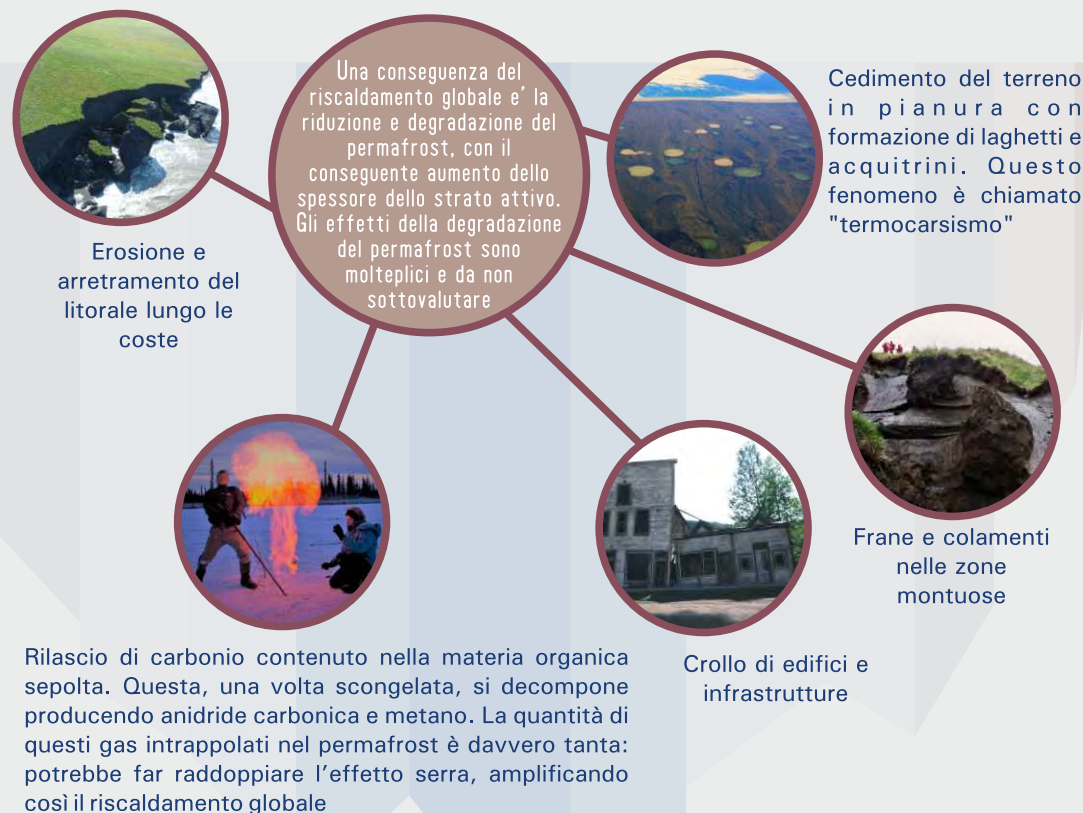 Una conseguenza del
riscaldamento globale e' la
riduzione e degradazione del
permafrost, con il
conseguente aumento dello
spessore dello strato attivo.
Gli effetti della degradazione
del permafrost sono
molteplici e da non
sottovalutare
Cedimento del terreno
in pianura con
formazione di laghetti e
acquitrini. Questo
fenomeno è chiamato
"termocarsismo"
Erosione e
arretramento del
litorale lungo le
coste
Frane e colamenti
nelle zone
montuose
Rilascio di carbonio contenuto nella materia organica
sepolta. Questa, una volta scongelata, si decompone
producendo anidride carbonica e metano. La quantità di
questi gas intrappolati nel permafrost è davvero tanta:
potrebbe far raddoppiare l'effetto serra, amplificando
così il riscaldamento globale
Crollo di edifici e
infrastrutture